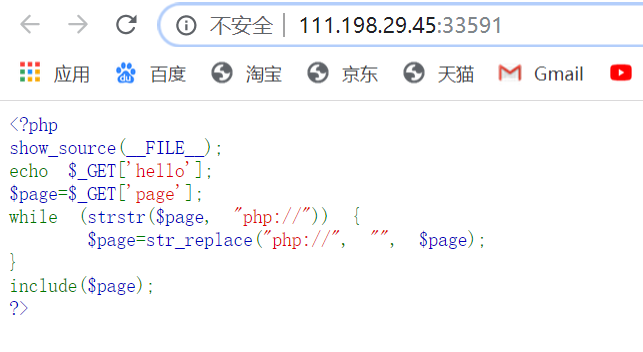 不安全 111.198.29.45:33591
应用 百度 淘宝 京东 天猫 Gmail
<?php
show_source(__FILE__);
echo $_GET['hello'];
$page=$_GET['page'];
while (strstr($page, "php://")) {
$page=str_replace("php://", "", $page);
}
include($page);
?>